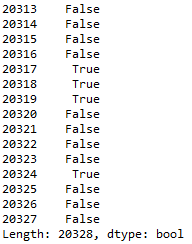 20313    False
20314    False
20315    False
20316    False
20317     True
20318     True
20319     True
20320    False
20321    False
20322    False
20323    False
20324     True
20325    False
20326    False
20327    False
Length: 20328, dtype: bool